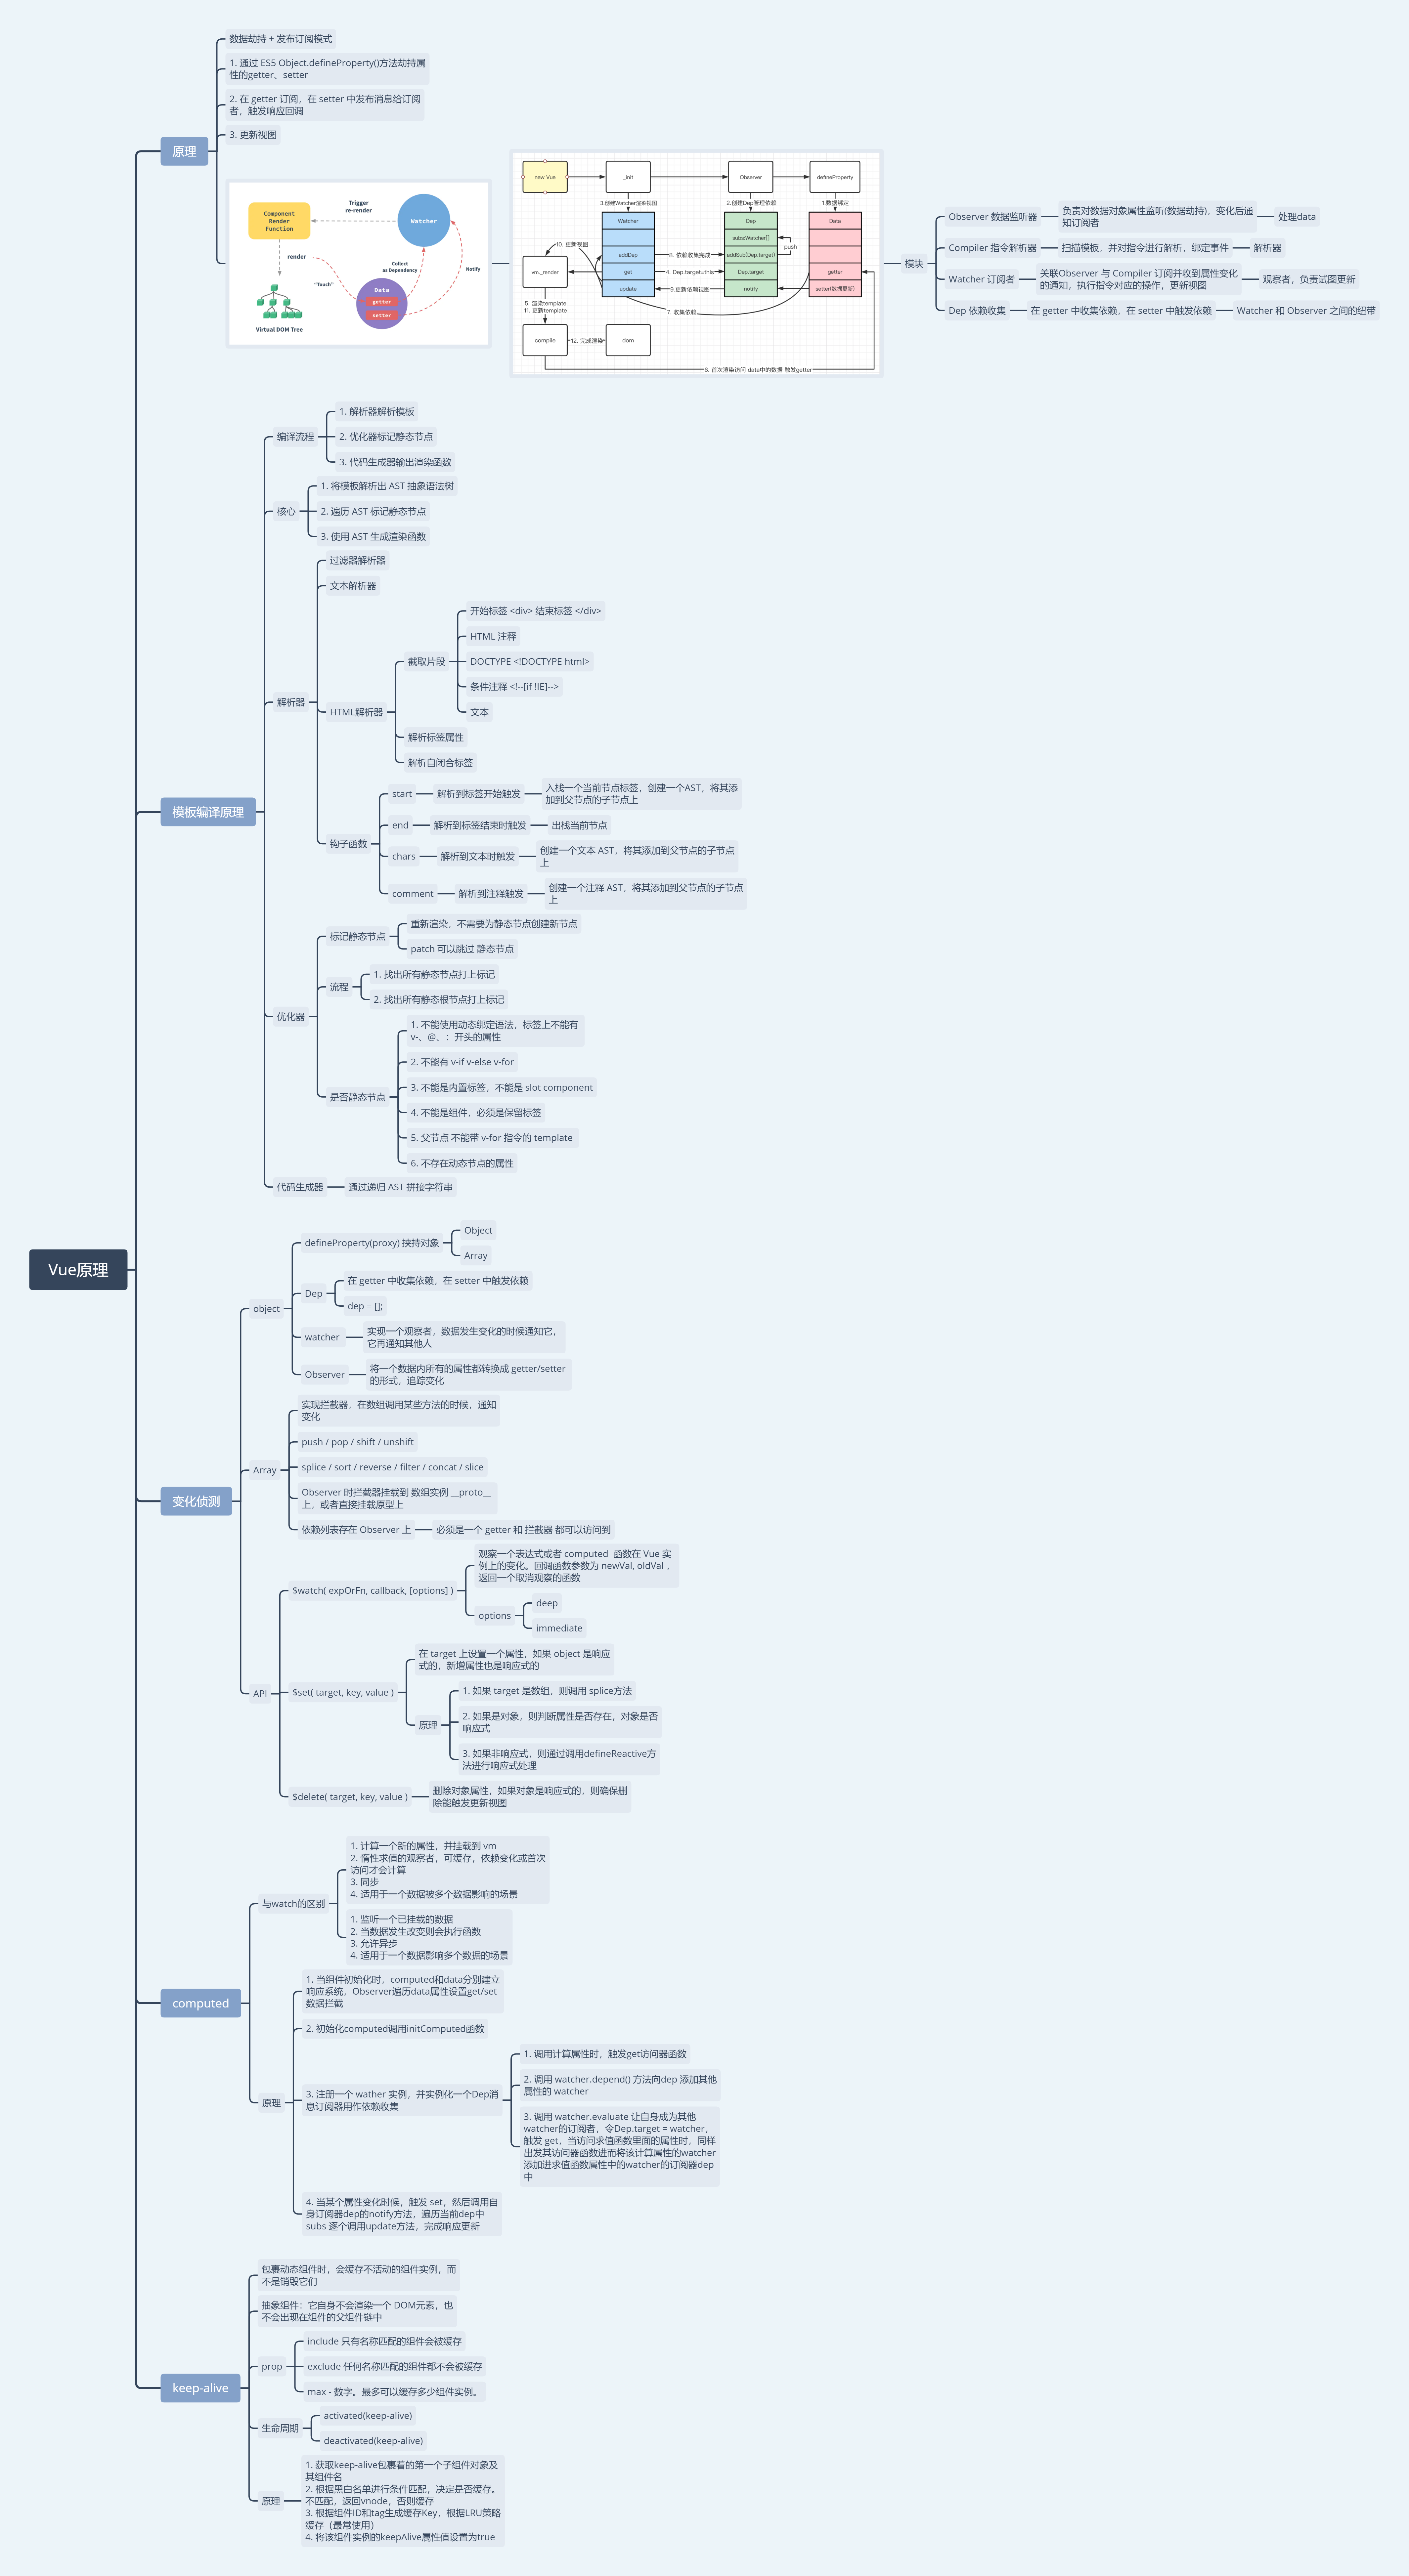 Vue原理
原理
数据劫持 + 发布订阅模式
1. 通过 ES5 Object.defineProperty()方法劫持属
性的getter、setter
2. 在 getter 订阅，在 setter 中发布消息给订阅
者，触发响应回调
3. 更新视图
Component
Render
Function
Trigger
re-render
Watcher
render
Collect
as Dependency
Notify
"Touch"
Data
getter
setter
Virtual DOM Tree
new Vue
_init
Observer
defineProperty
3.创建Watcher渲染视图
2.创建Dep管理依赖
1.数据绑定
Watcher
Dep
Data
subs:Watcher[]
push
10. 更新视图
addDep
8. 依赖收集完成
addSub(Dep.target)
vm._render
get
4. Dep.target=this
Dep.target
getter
update
9.更新依赖视图
notify
setter(数据更新)
5. 渲染template
11. 更新template
7. 收集依赖
compile
12. 完成渲染
dom
6. 首次渲染访问 data中的数据 触发getter
模块
Observer 数据监听器
负责对数据对象属性监听(数据劫持)，变化后通
知订阅者
处理data
Compiler 指令解析器
扫描模板，并对指令进行解析，绑定事件
解析器
Watcher 订阅者
关联Observer 与 Compiler 订阅并收到属性变化
的通知，执行指令对应的操作，更新视图
观察者，负责试图更新
Dep 依赖收集
在 getter 中收集依赖，在 setter 中触发依赖
Watcher 和 Observer 之间的纽带
模板编译原理
编译流程
1. 解析器解析模板
2. 优化器标记静态节点
3. 代码生成器输出渲染函数
核心
1. 将模板解析出 AST 抽象语法树
2. 遍历 AST 标记静态节点
3. 使用 AST 生成渲染函数
解析器
过滤器解析器
文本解析器
HTML解析器
截取片段
开始标签 <div> 结束标签 </div>
HTML 注释
DOCTYPE <!DOCTYPE html>
条件注释 <!--[if !IE]-->
文本
解析标签属性
解析自闭合标签
钩子函数
start
解析到标签开始触发
入栈一个当前节点标签，创建一个AST，将其添
加到父节点的子节点上
end
解析到标签结束时触发
出栈当前节点
chars
解析到文本时触发
创建一个文本 AST，将其添加到父节点的子节点
上
comment
解析到注释触发
创建一个注释 AST，将其添加到父节点的子节点
上
优化器
标记静态节点
重新渲染，不需要为静态节点创建新节点
patch 可以跳过 静态节点
流程
1. 找出所有静态节点打上标记
2. 找出所有静态根节点打上标记
是否静态节点
1. 不能使用动态绑定语法，标签上不能有
v-、@、：开头的属性
2. 不能有 v-if v-else v-for
3. 不能是内置标签，不能是 slot component
4. 不能是组件，必须是保留标签
5. 父节点 不能带 v-for 指令的 template
6. 不存在动态节点的属性
代码生成器
通过递归 AST 拼接字符串
变化侦测
object
defineProperty(proxy) 挟持对象
Object
Array
Dep
在 getter 中收集依赖，在 setter 中触发依赖
dep = [];
watcher
实现一个观察者，数据发生变化的时候通知它，
它再通知其他人
Observer
将一个数据内所有的属性都转换成 getter/setter
的形式，追踪变化
Array
实现拦截器，在数组调用某些方法的时候，通知
变化
push / pop / shift / unshift
splice / sort / reverse / filter / concat / slice
Observer 时拦截器挂载到 数组实例 __proto__
上，或者直接挂载原型上
依赖列表存在 Observer 上
必须是一个 getter 和 拦截器 都可以访问到
API
$watch( expOrFn, callback, [options] )
观察一个表达式或者 computed 函数在 Vue 实
例上的变化。回调函数参数为 newVal, oldVal ，
返回一个取消观察的函数
options
deep
immediate
$set( target, key, value )
在 target 上设置一个属性，如果 object 是响应
式的，新增属性也是响应式的
原理
1. 如果 target 是数组，则调用 splice方法
2. 如果是对象，则判断属性是否存在，对象是否
响应式
3. 如果非响应式，则通过调用defineReactive方
法进行响应式处理
$delete( target, key, value )
删除对象属性，如果对象是响应式的，则确保删
除能触发更新视图
computed
与watch的区别
1. 计算一个新的属性，并挂载到 vm
2. 惰性求值的观察者，可缓存，依赖变化或首次
访问才会计算
3. 同步
4. 适用于一个数据被多个数据影响的场景
1. 监听一个已挂载的数据
2. 当数据发生改变则会执行函数
3. 允许异步
4. 适用于一个数据影响多个数据的场景
原理
1. 当组件初始化时，computed和data分别建立
响应系统，Observer遍历data属性设置get/set
数据拦截
2. 初始化computed调用initComputed函数
3. 注册一个 wather 实例，并实例化一个Dep消
息订阅器用作依赖收集
1. 调用计算属性时，触发get访问器函数
2. 调用 watcher.depend() 方法向dep 添加其他
属性的 watcher
3. 调用 watcher.evaluate 让自身成为其他
watcher的订阅者，令Dep.target = watcher，
触发 get，当访问求值函数里面的属性时，同样
出发其访问器函数进而将该计算属性的watcher
添加进求值函数属性中的watcher的订阅器dep
中
4. 当某个属性变化时候，触发 set，然后调用自
身订阅器dep的notify方法，遍历当前dep中
subs 逐个调用update方法，完成响应更新
keep-alive
包裹动态组件时，会缓存不活动的组件实例，而
不是销毁它们
抽象组件：它自身不会渲染一个 DOM元素，也
不会出现在组件的父组件链中
prop
include 只有名称匹配的组件会被缓存
exclude 任何名称匹配的组件都不会被缓存
max - 数字。最多可以缓存多少组件实例。
生命周期
activated(keep-alive)
deactivated(keep-alive)
原理
1. 获取keep-alive包裹着的第一个子组件对象及
其组件名
2. 根据黑白名单进行条件匹配，决定是否缓存。
不匹配，返回vnode，否则缓存
3. 根据组件ID和tag生成缓存Key，根据LRU策略
缓存（最常使用）
4. 将该组件实例的keepAlive属性值设置为true